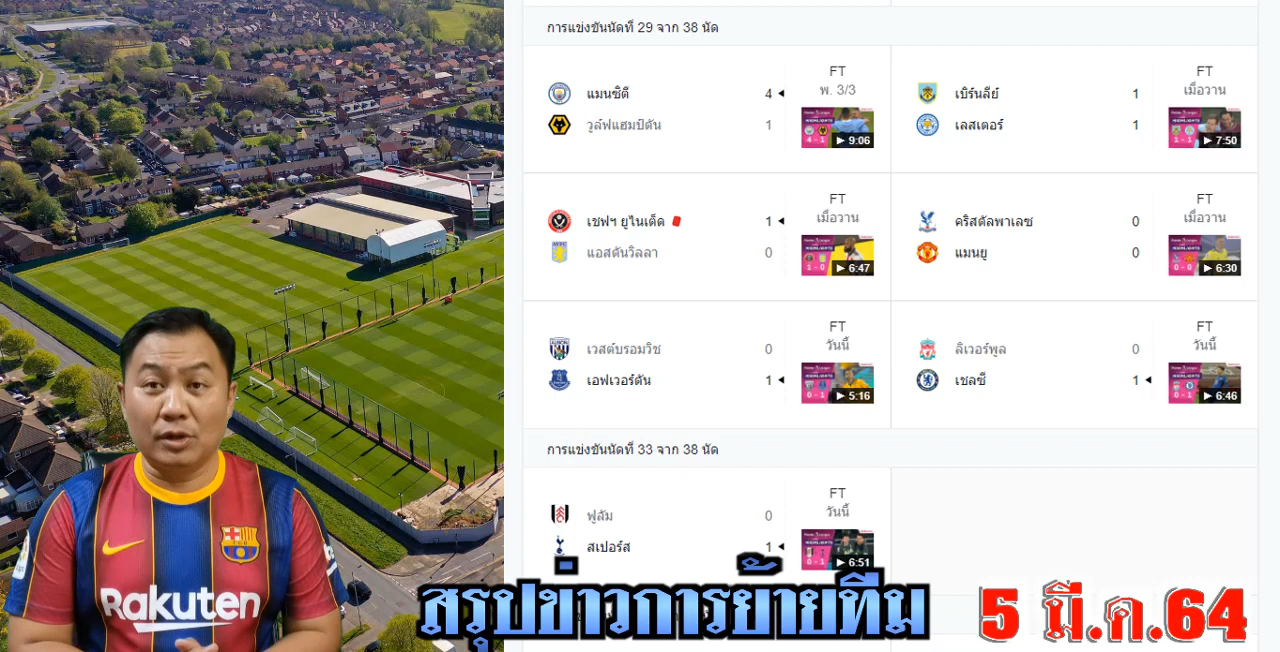 การแข่งขันนัดที่ 29 จาก 38 นัด
แมนซิตี 4
วูล์ฟแฮมป์ตัน 1
FT
พ. 3/3
9:06
เบิร์นลีย์ 1
เลสเตอร์ 1
FT
เมื่อวาน
7:50
เชฟฯ ยูไนเต็ด 1
แอสตันวิลลา 0
FT
เมื่อวาน
6:47
คริสตัลพาเลซ 0
แมนยู 0
FT
เมื่อวาน
6:30
เวสต์บรอมวิช 0
เอฟเวอร์ตัน 1
FT
วันนี้
5:16
ลิเวอร์พูล 0
เชลซี 1
FT
วันนี้
6:46
การแข่งขันนัดที่ 33 จาก 38 นัด
ฟูลัม 0
สเปอร์ส 1
FT
วันนี้
6:51
Rakuten
สรุปข่าวการย้ายทีม
5 มี.ค.64